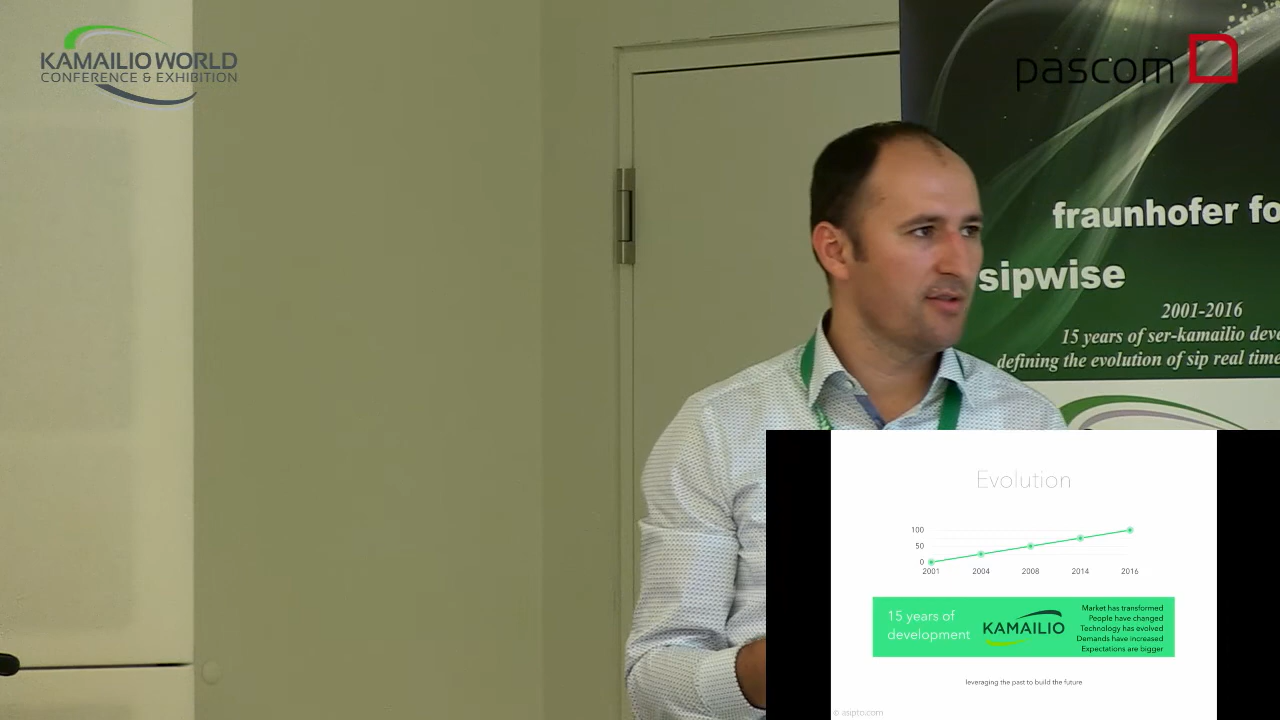 KAMAILIO WORLD
CONFERENCE & EXHIBITION
pascom
fraunhofer fo
sipwise
2001-2016
15 years of ser-kamailio deve
defining the evolution of sip real time
Evolution
100
50
0
2001 2004 2008 2014 2016
15 years of
development
KAMAILIO
Market has transformed
People have changed
Technology has evolved
Demands have increased
Expectations are bigger
leveraging the past to build the future
© asipto.com